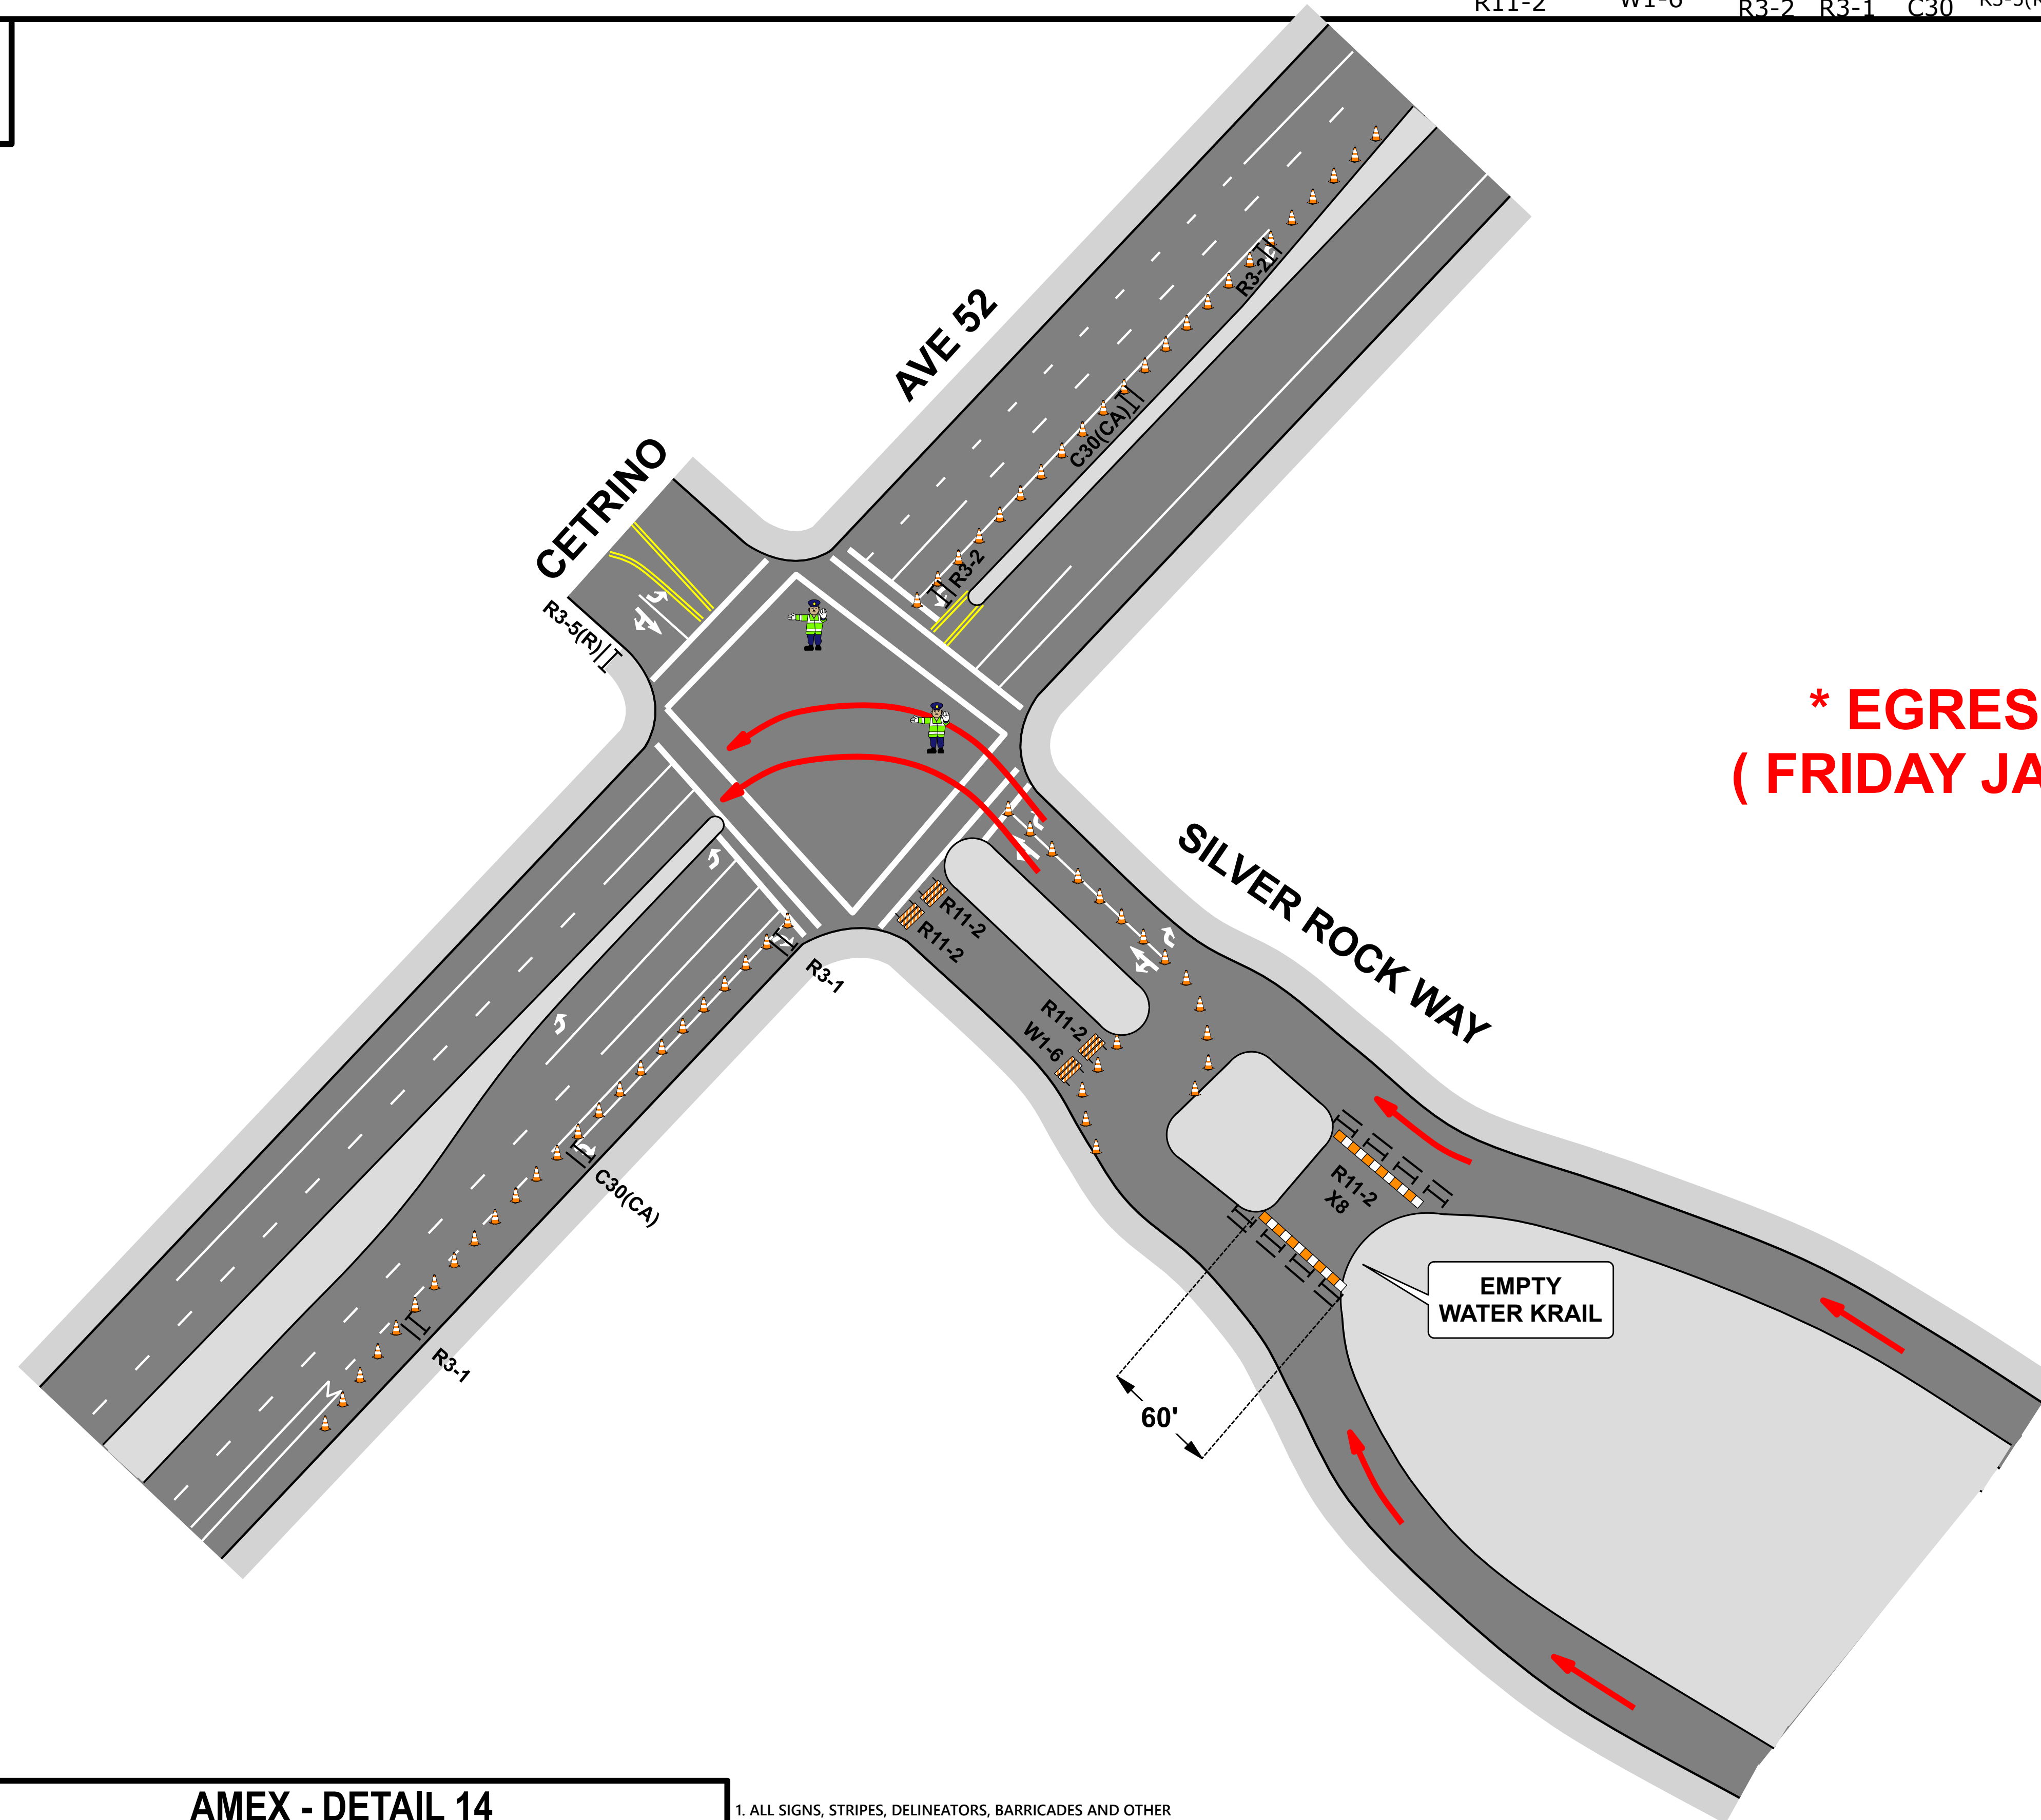 R11-2
W1-6
R3-2
R3-1
C30
AVE 52
CETRINO
R3-5(R)
R3-2
C30(CA)
R3-2
* EGRES
( FRIDAY JA
SILVER ROCK WAY
R11-2
R11-2
R3-1
R11-2
W1-6
C30(CA)
R11-2
X8
EMPTY
WATER KRAIL
R3-1
60'
AMEX - DETAIL 14
1. ALL SIGNS, STRIPES, DELINEATORS, BARRICADES AND OTHER